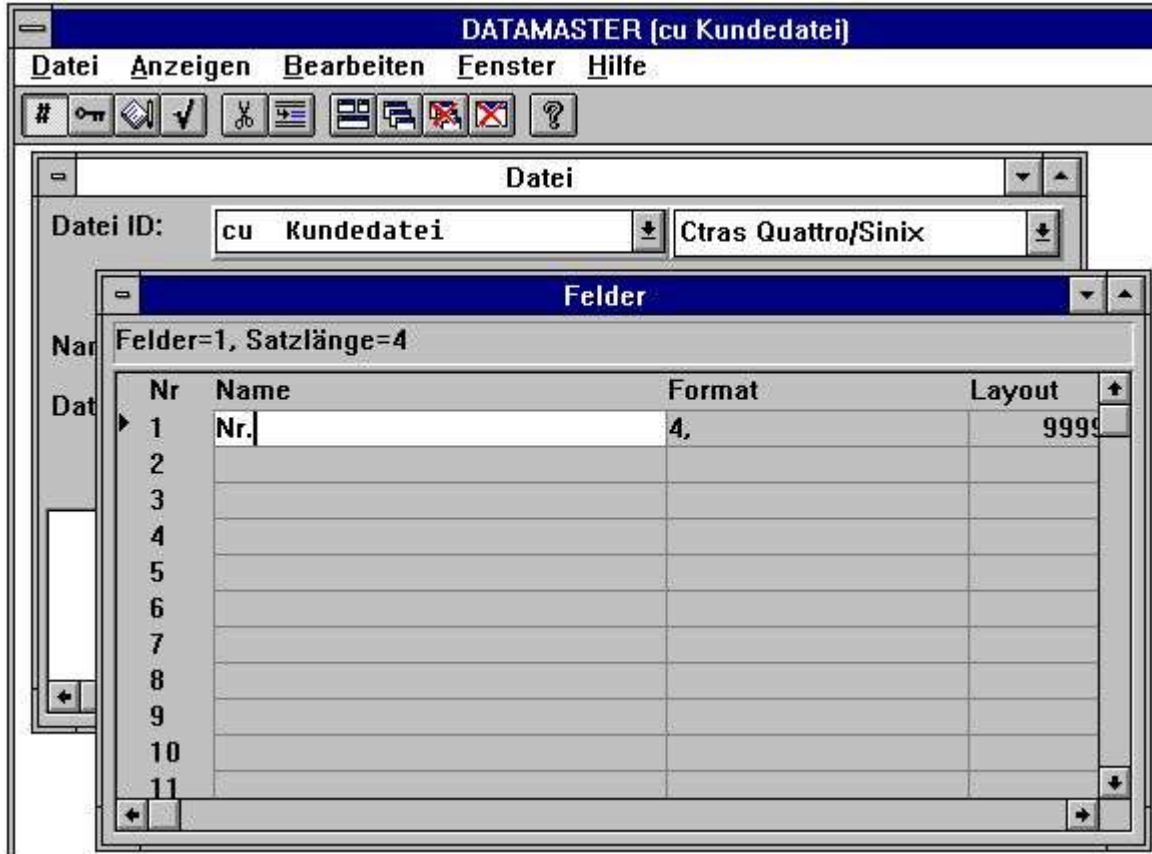 DATAMASTER (cu Kundedatei)
Datei Anzeigen Bearbeiten Fenster Hilfe
# √ ?
Datei
Datei ID: cu Kundedatei Ctras Quattro/Sinix
Felder
Nar Felder=1, Satzlänge=4
Nr Name Format Layout
Dat
1 Nr. 4, 9999
2
3
4
5
6
7
8
9
10
11